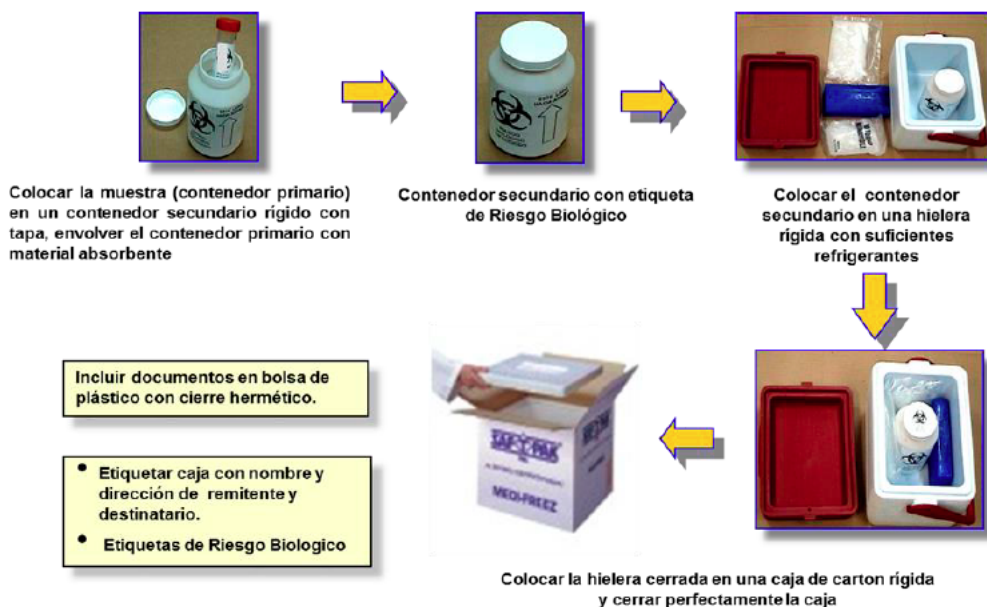 Colocar la muestra (contenedor primario)
en un contenedor secundario rígido con
tapa, envolver el contenedor primario con
material absorbente
Contenedor secundario con etiqueta
de Riesgo Biológico
Colocar el contenedor
secundario en una hielera
rígida con suficientes
refrigerantes
Incluir documentos en bolsa de
plástico con cierre hermético.
• Etiquetar caja con nombre y
dirección de remitente y
destinatario.
• Etiquetas de Riesgo Biologico
SAF-T-PAK
MEDI-FREEZ
Colocar la hielera cerrada en una caja de carton rígida
y cerrar perfectamente la caja